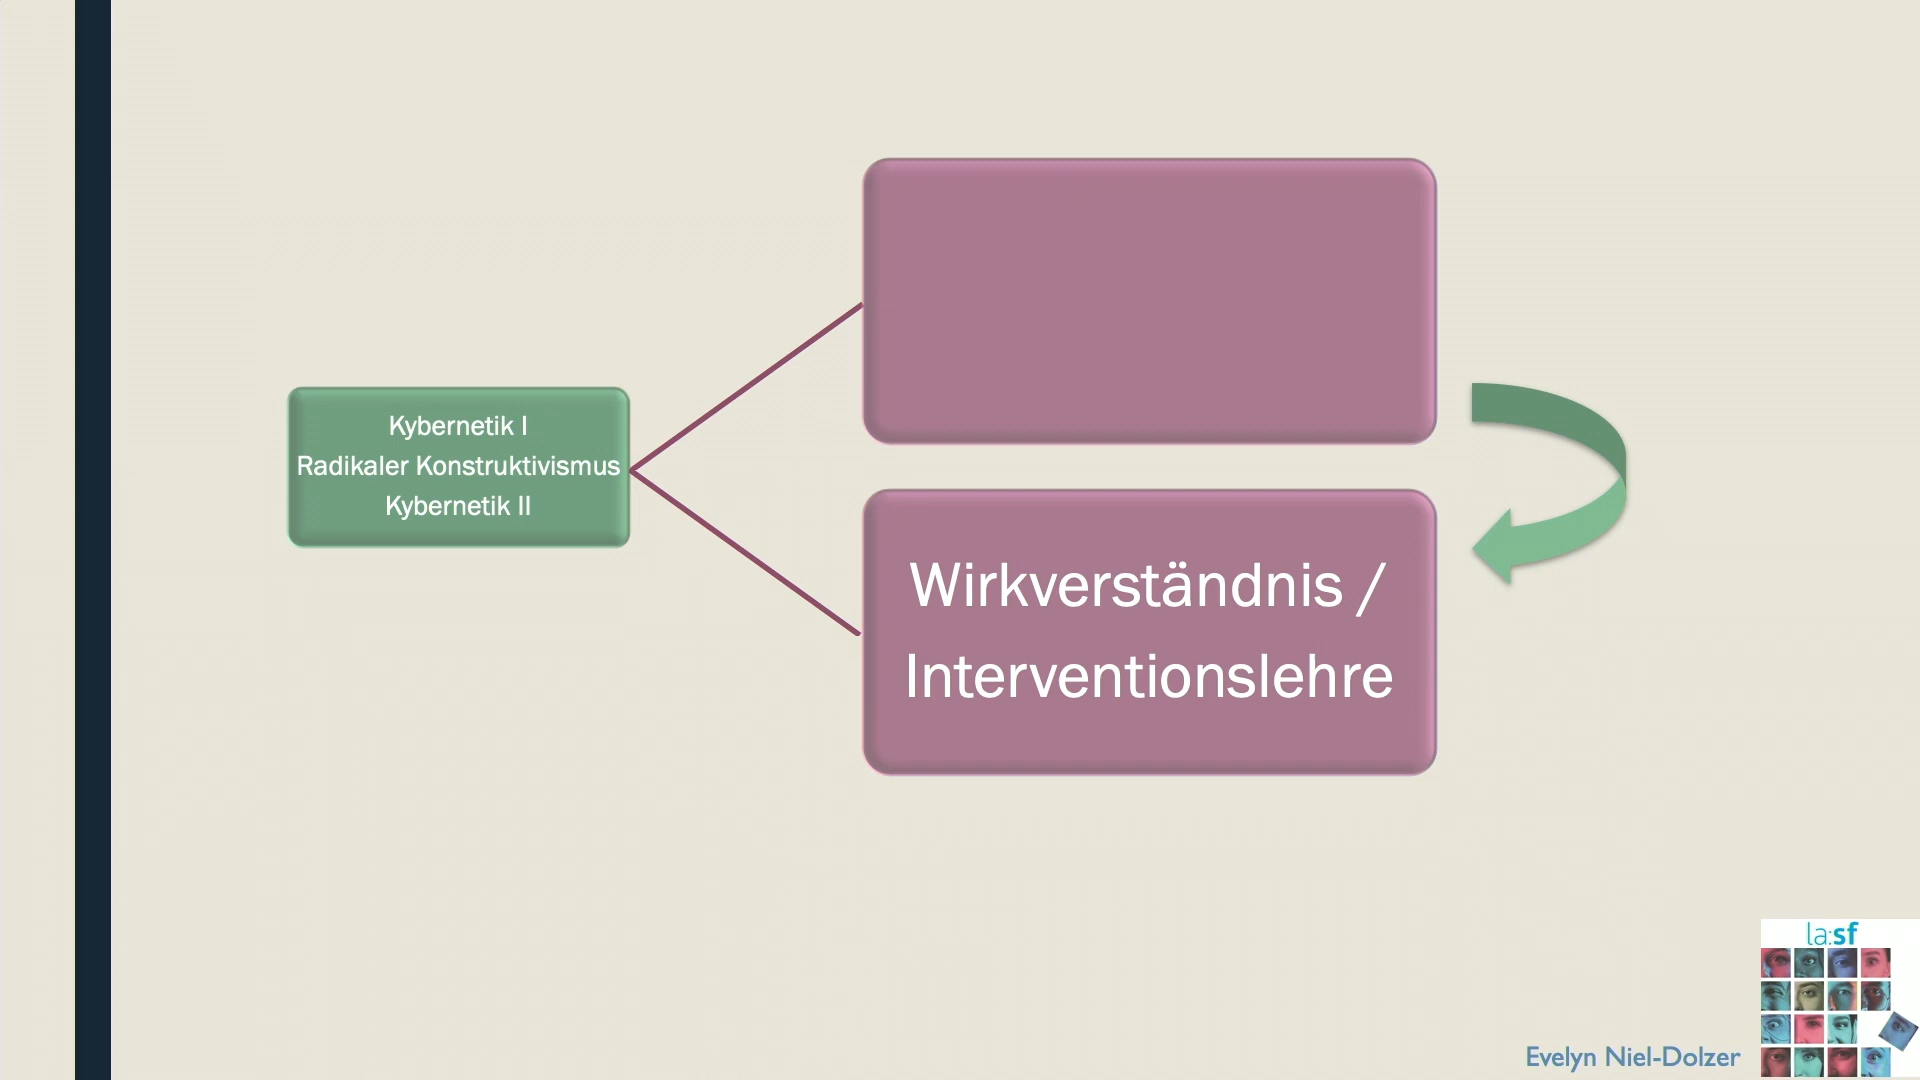 Kybernetik I
Radikaler Konstruktivismus
Kybernetik II
Wirkverständnis /
Interventionslehre
la:sf
Evelyn Niel-Dolzer